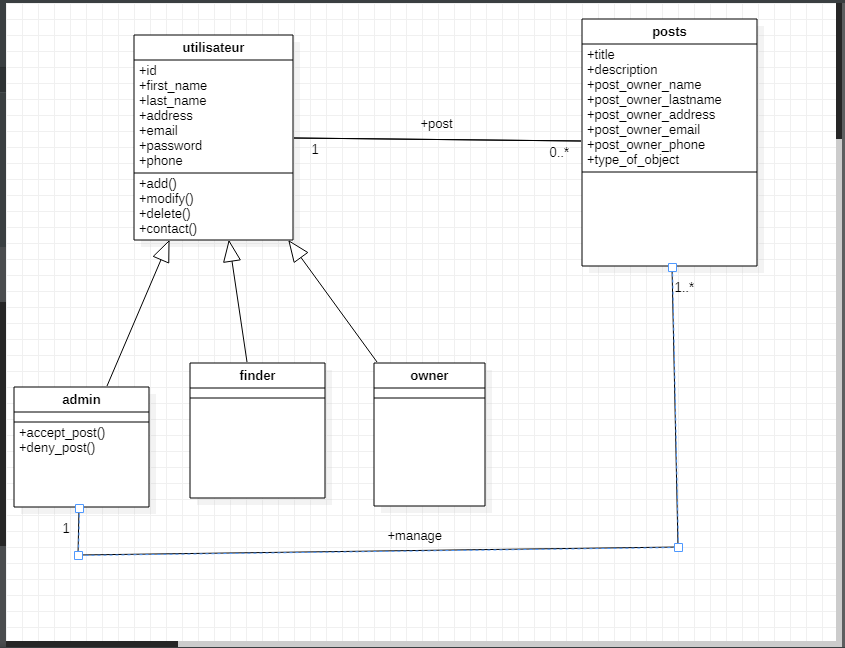 utilisateur
+id
+first_name
+last_name
+address
+email
+password
+phone
+add()
+modify()
+delete()
+contact()
posts
+title
+description
+post_owner_name
+post_owner_lastname
+post_owner_address
+post_owner_email
+post_owner_phone
+type_of_object
+post
1
0..*
1..*
admin
+accept_post()
+deny_post()
finder
owner
1
+manage